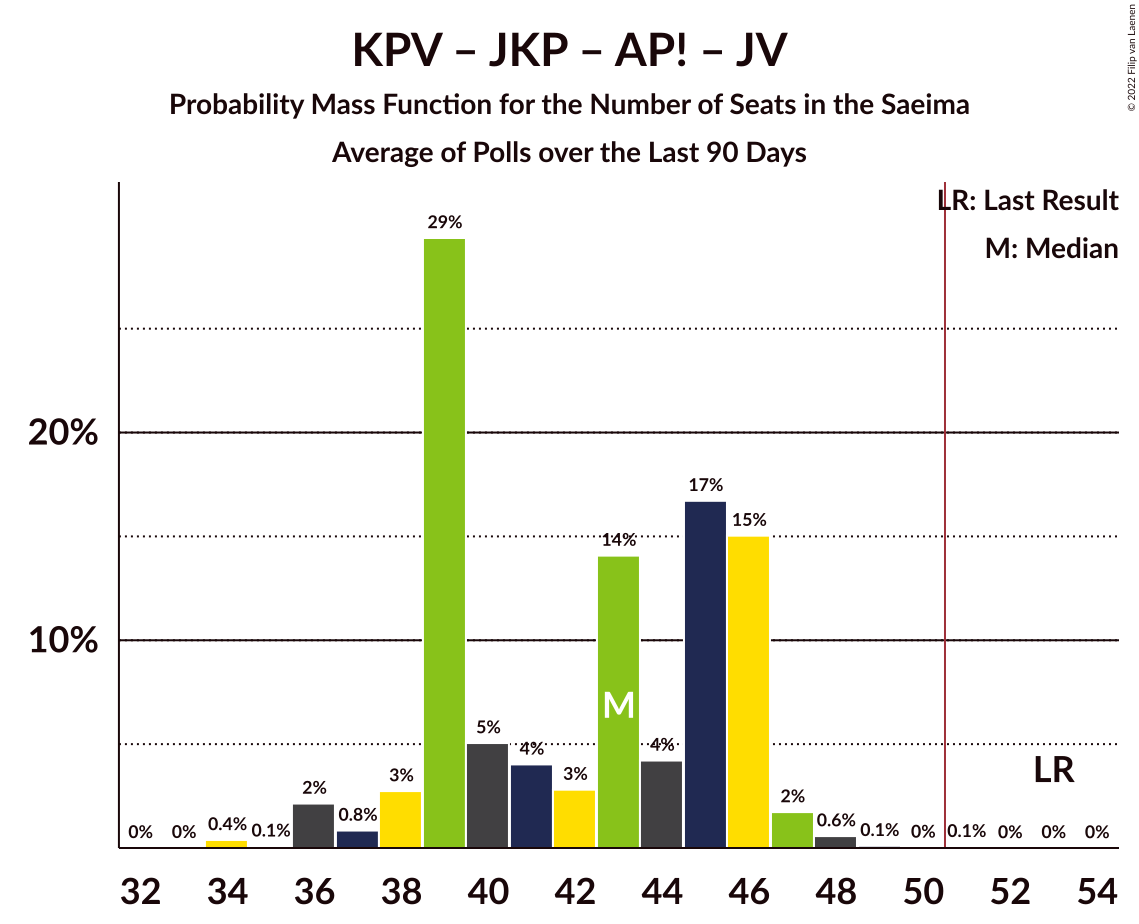 KPV – JKP – AP! – JV
Probability Mass Function for the Number of Seats in the Saeima
Average of Polls over the Last 90 Days
© 2022 Filip van Laenen
LR: Last Result
M: Median
20%
10%
0% 0% 0.4% 0.1% 2% 0.8% 3% 29% 5% 4% 3% 14% 4% 17% 15% 2% 0.6% 0.1% 0% 0.1% 0% 0% 0%
M
LR
32 34 36 38 40 42 44 46 48 50 52 54